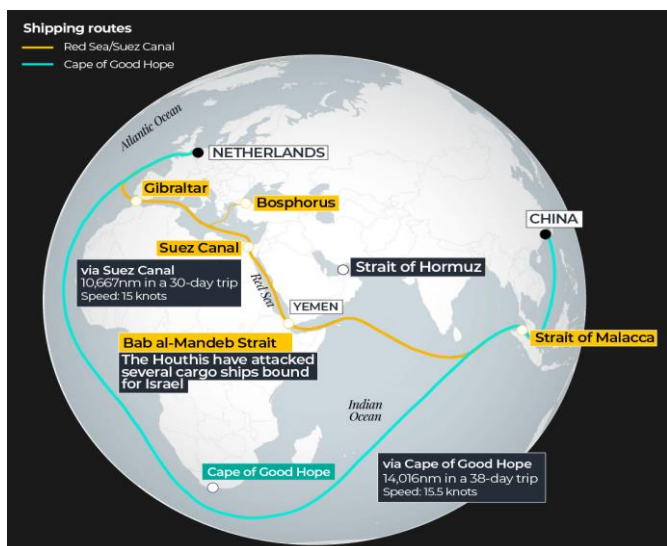 Shipping routes
Red Sea/Suez Canal
Cape of Good Hope
Atlantic Ocean
NETHERLANDS
Gibraltar
Bosphorus
CHINA
Suez Canal
via Suez Canal
10,667nm in a 30-day trip
Speed: 15 knots
Red Sea
Strait of Hormuz
YEMEN
Bab al-Mandeb Strait
The Houthis have attacked
several cargo ships bound
for Israel
Strait of Malacca
Indian
Ocean
Cape of Good Hope
via Cape of Good Hope
14,016nm in a 38-day trip
Speed: 15.5 knots